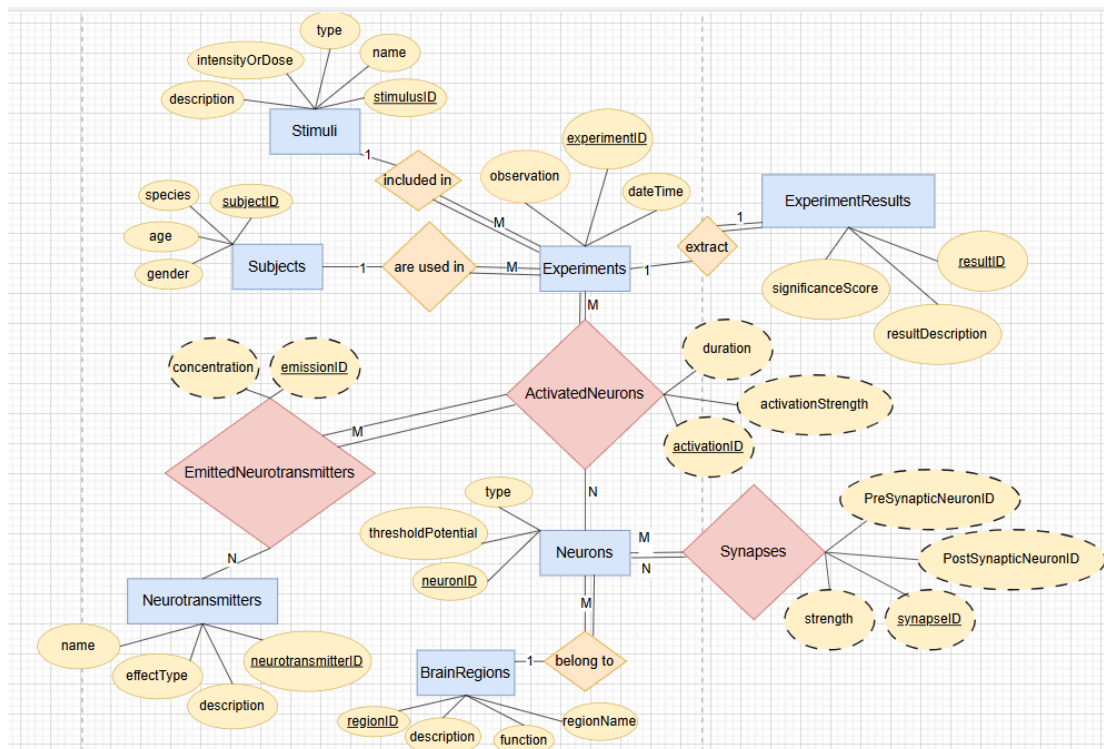 type
intensityOrDose
name
description
stimulusID
Stimuli
1
included in
experimentID
observation
dateTime
M
species
subjectID
age
gender
Subjects
1
are used in
M
Experiments
1
extract
1
ExperimentResults
significanceScore
resultID
resultDescription
M
concentration
emissionID
duration
ActivatedNeurons
activationStrength
activationID
M
EmittedNeurotransmitters
N
type
thresholdPotential
neuronID
Neurons
M
N
Synapses
PreSynapticNeuronID
PostSynapticNeuronID
strength
synapseID
N
Neurotransmitters
name
effectType
description
neurotransmitterID
M
belong to
1
BrainRegions
regionID
description
function
regionName